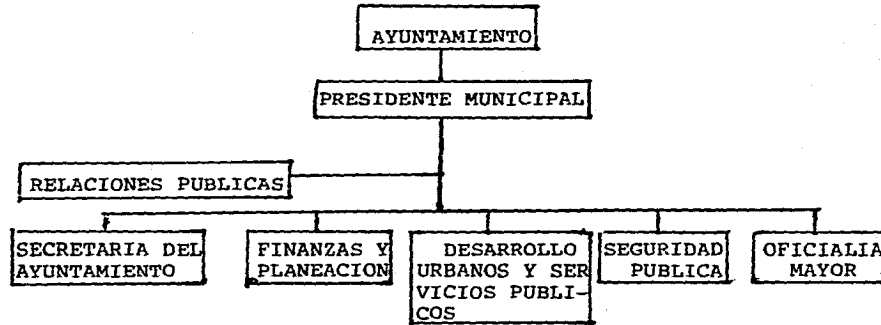 AYUNTAMIENTO
PRESIDENTE MUNICIPAL
RELACIONES PUBLICAS
SECRETARIA DEL
AYUNTAMIENTO
FINANZAS Y
PLANEACION
DESARROLLO
URBANOS Y SER
VICIOS PUBLI-
COS
SEGURIDAD
PUBLICA
OFICIALIA
MAYOR